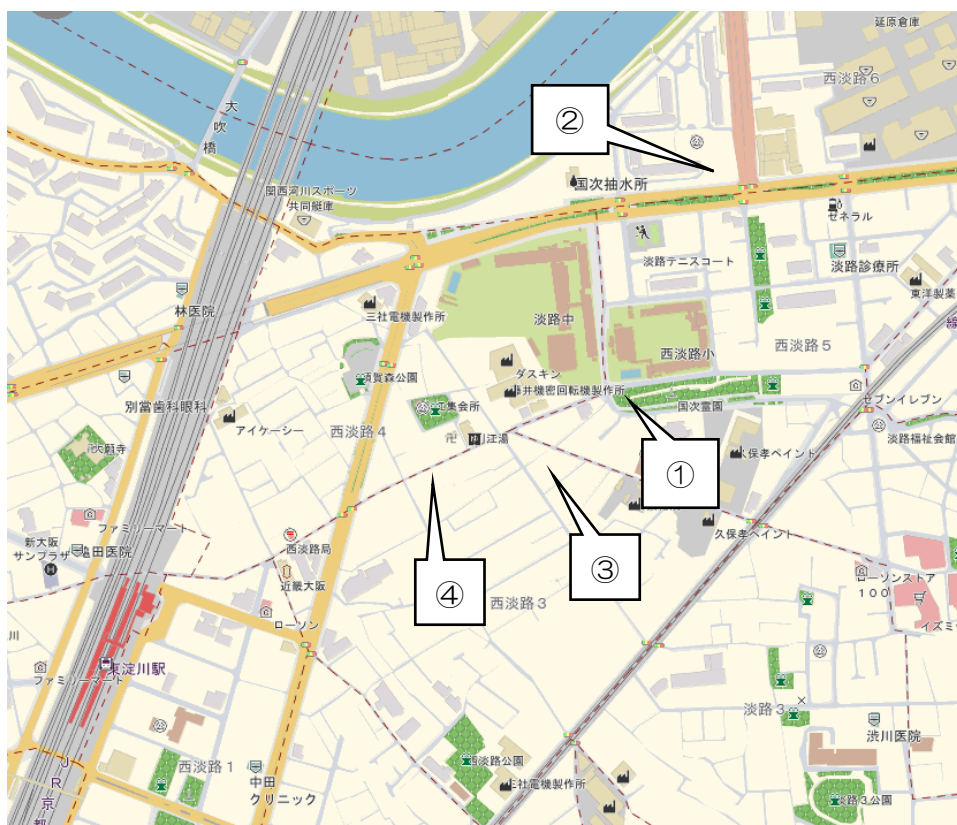 延原倉庫
西淡路6
大吹橋
②
関西河川スポーツ
共同艇庫
国次抽水所
ゼネラル
淡路テニスコート
淡路診療所
東洋製薬
林医院
三社電機製作所
淡路中
西淡路小
西淡路5
線
須賀森公園
ダスキン
藤井機密回転機製作所
国次霊園
セブンイレブン
別當歯科眼科
集会所
アイケーシー
西淡路4
江湯
久保孝ペイント
淡路福祉会館
①
大願寺
ファミリーマート
新大阪
サンプラザ
西淡路局
久保孝ペイント
③
④
近畿大阪
西淡路3
ローソンストア
100
ローソン
イズミ
川
東淀川駅
ファミリーマート
淡路3
渋川医院
西淡路1
中田
クリニック
西淡路公園
三社電機製作所
淡路3公園
JR京都